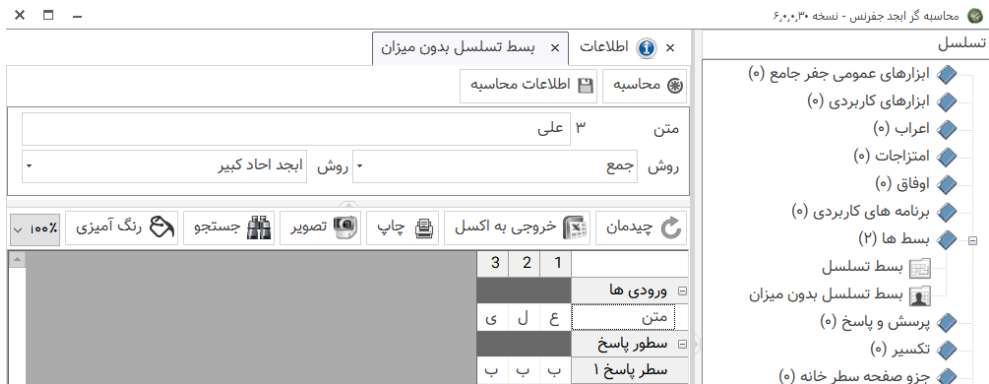 محاسبه گر ابجد جفرنس - نسخه ۶,۰,۰,۳۰
تسلسل
ابزارهای عمومی جفر جامع (۰)
ابزارهای کاربردی (۰)
اعراب (۰)
امتزاجات (۰)
اوفاق (۰)
برنامه های کاربردی (۰)
بسط ها (۲)
بسط تسلسل
بسط تسلسل بدون میزان
پرسش و پاسخ (۰)
تکسیر (۰)
جزو صفحه سطر خانه (۰)
اطلاعات
بسط تسلسل بدون میزان
محاسبه اطلاعات محاسبه
متن ۳ علی
روش جمع روش ابجد احاد کبیر
چیدمان خروجی به اکسل چاپ تصویر جستجو رنگ آمیزی ۱۰۰٪
1 2 3
ورودی ها
متن ع ل ی
سطور پاسخ
سطر پاسخ ۱ ب ب ب